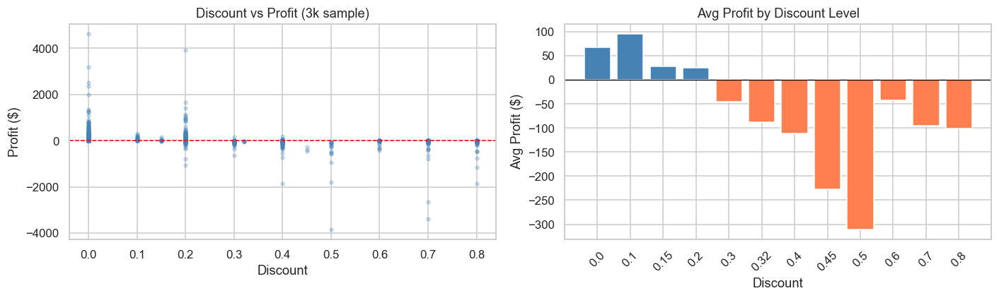 Discount vs Profit (3k sample)
4000
2000
0
−2000
−4000
Profit ($)
0.0 0.1 0.2 0.3 0.4 0.5 0.6 0.7 0.8
Discount
Avg Profit by Discount Level
100
50
0
−50
−100
−150
−200
−250
−300
Avg Profit ($)
0.0 0.1 0.15 0.2 0.3 0.32 0.4 0.45 0.5 0.6 0.7 0.8
Discount